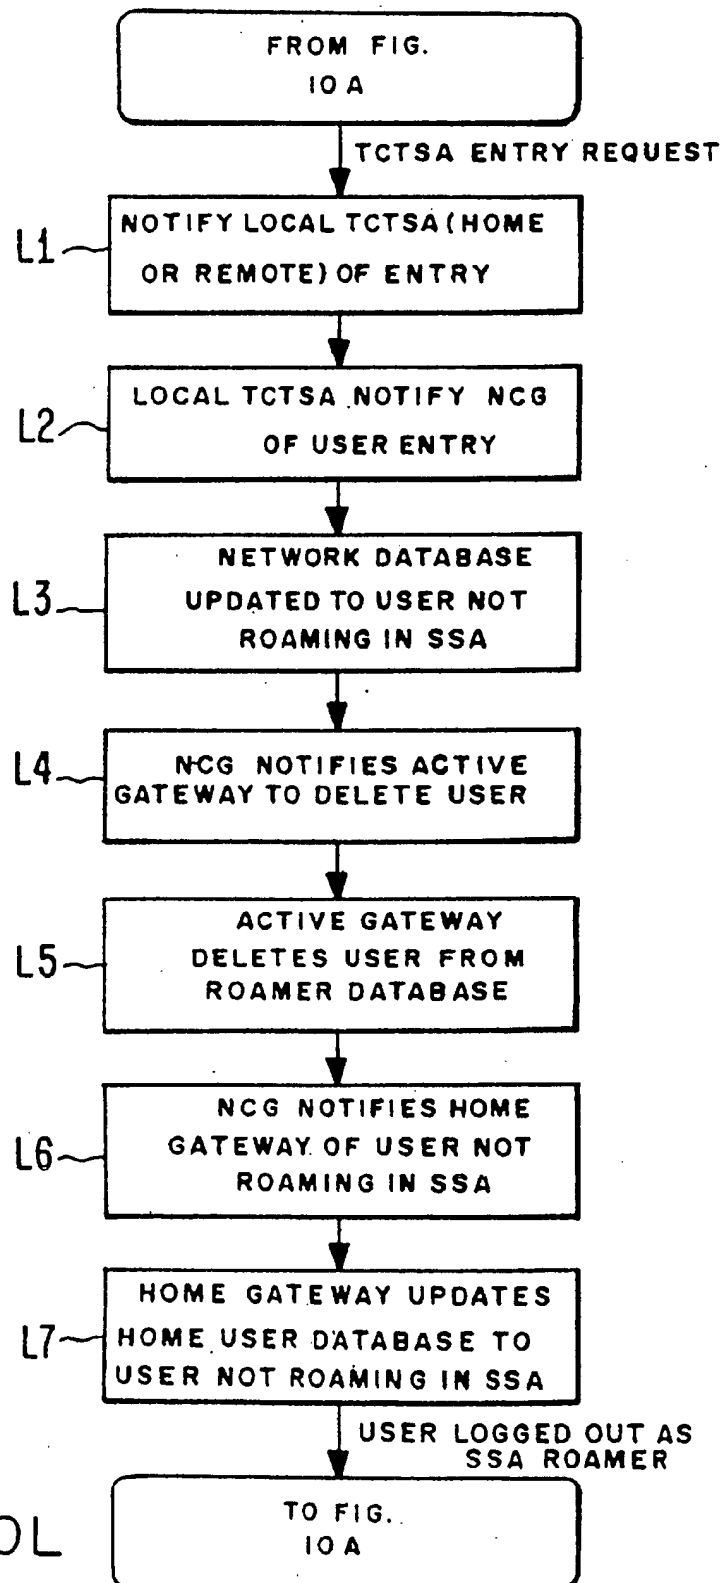 FROM FIG.
10 A
TCTSA ENTRY REQUEST
L1
NOTIFY LOCAL TCTSA (HOME
OR REMOTE) OF ENTRY
L2
LOCAL TCTSA NOTIFY NCG
OF USER ENTRY
L3
NETWORK DATABASE
UPDATED TO USER NOT
ROAMING IN SSA
L4
NCG NOTIFIES ACTIVE
GATEWAY TO DELETE USER
L5
ACTIVE GATEWAY
DELETES USER FROM
ROAMER DATABASE
L6
NCG NOTIFIES HOME
GATEWAY OF USER NOT
ROAMING IN SSA
L7
HOME GATEWAY UPDATES
HOME USER DATABASE TO
USER NOT ROAMING IN SSA
USER LOGGED OUT AS
SSA ROAMER
TO FIG.
10 A